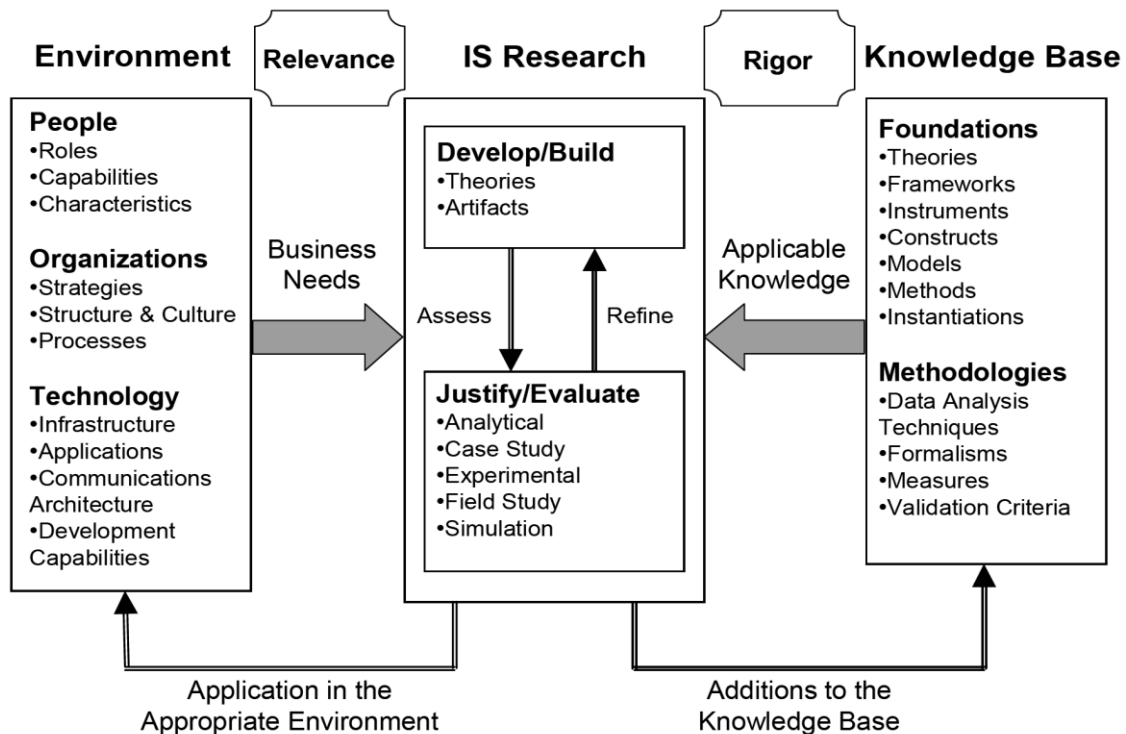 Environment
Relevance
IS Research
Rigor
Knowledge Base
People
•Roles
•Capabilities
•Characteristics
Organizations
•Strategies
•Structure & Culture
•Processes
Technology
•Infrastructure
•Applications
•Communications
Architecture
•Development
Capabilities
Business
Needs
Develop/Build
•Theories
•Artifacts
Assess
Refine
Justify/Evaluate
•Analytical
•Case Study
•Experimental
•Field Study
•Simulation
Applicable
Knowledge
Foundations
•Theories
•Frameworks
•Instruments
•Constructs
•Models
•Methods
•Instantiations
Methodologies
•Data Analysis
Techniques
•Formalisms
•Measures
•Validation Criteria
Application in the
Appropriate Environment
Additions to the
Knowledge Base